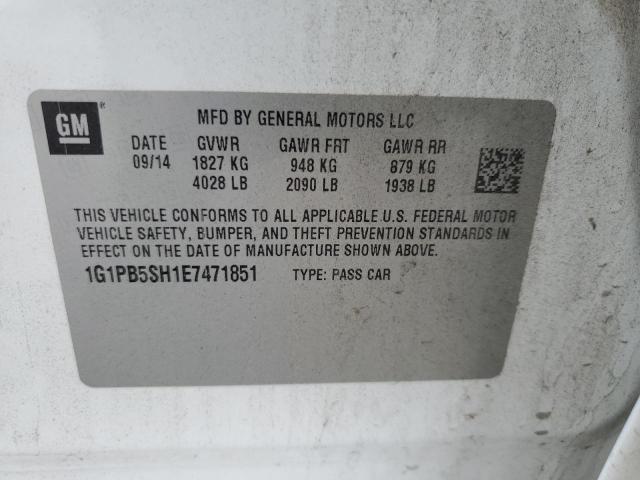 GM ®
MFD BY GENERAL MOTORS LLC
DATE GVWR GAWR FRT GAWR RR
09/14 1827 KG 948 KG 879 KG
4028 LB 2090 LB 1938 LB
THIS VEHICLE CONFORMS TO ALL APPLICABLE U.S. FEDERAL MOTOR
VEHICLE SAFETY, BUMPER, AND THEFT PREVENTION STANDARDS IN
EFFECT ON THE DATE OF MANUFACTURE SHOWN ABOVE.
1G1PB5SH1E7471851 TYPE: PASS CAR